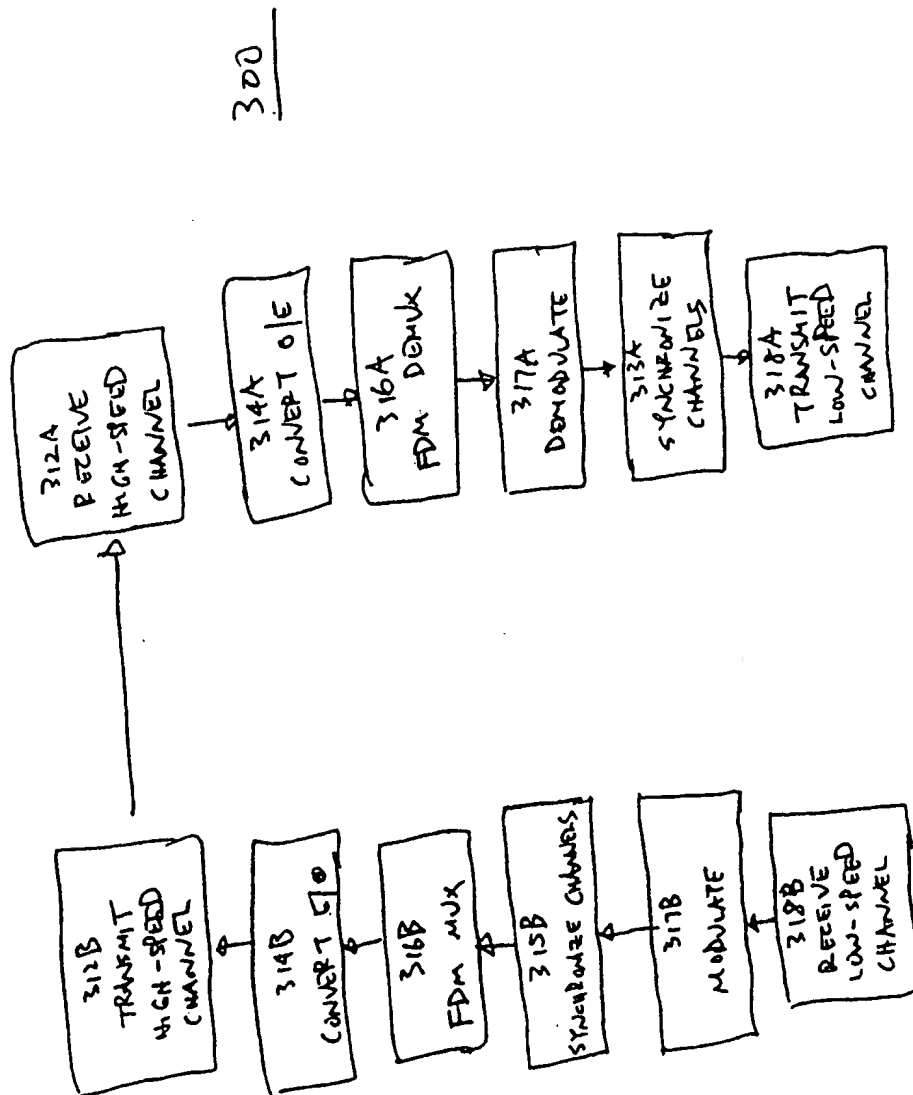 300
312A
RECEIVE
HIGH-SPEED
CHANNEL
314A
CONVERT O/E
316A
FDM DEMUX
317A
DEMODULATE
313A
SYNCHRONIZE
CHANNELS
318A
TRANSMIT
LOW-SPEED
CHANNEL
312B
TRANSMIT
HIGH-SPEED
CHANNEL
314B
CONVERT E/O
316B
FDM MUX
315B
SYNCHRONIZE CHANNELS
317B
MODULATE
318B
RECEIVE
LOW-SPEED
CHANNEL